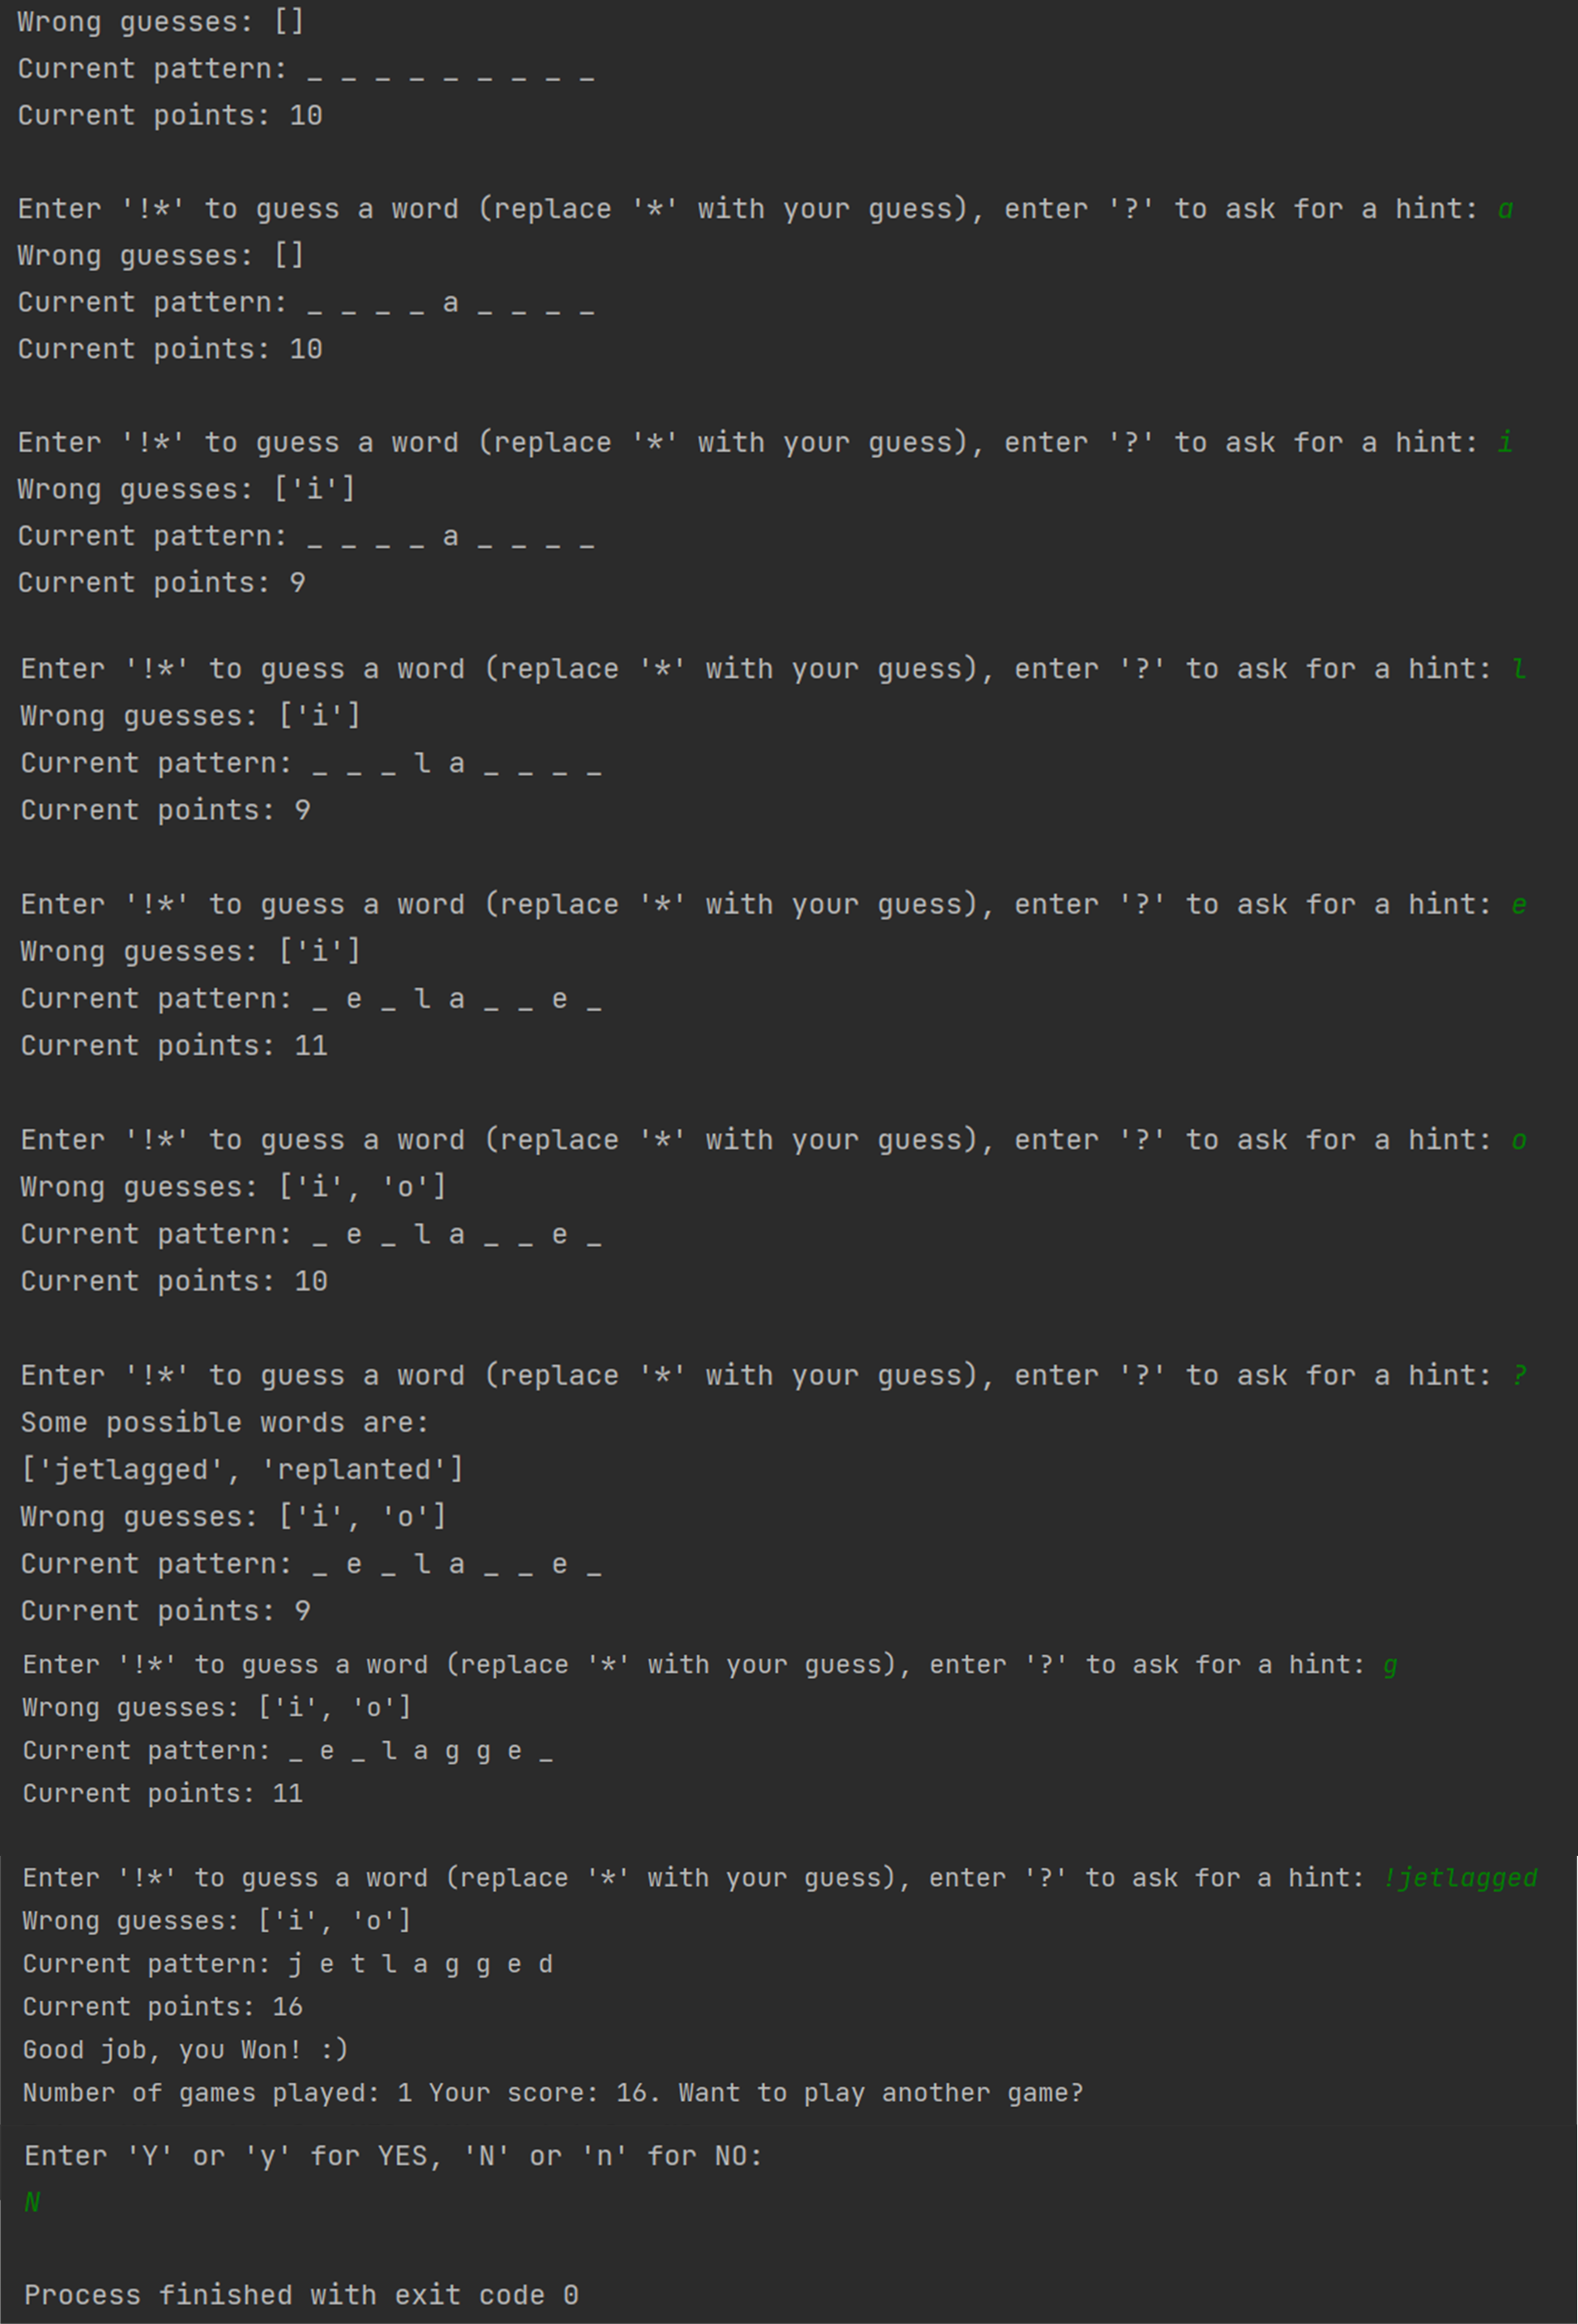 Wrong guesses: []
Current pattern: _ _ _ _ _ _ _ _ _
Current points: 10
Enter '!*' to guess a word (replace '*' with your guess), enter '?' to ask for a hint: a
Wrong guesses: []
Current pattern: _ _ _ _ a _ _ _ _
Current points: 10
Enter '!*' to guess a word (replace '*' with your guess), enter '?' to ask for a hint: i
Wrong guesses: ['i']
Current pattern: _ _ _ _ a _ _ _ _
Current points: 9
Enter '!*' to guess a word (replace '*' with your guess), enter '?' to ask for a hint: l
Wrong guesses: ['i']
Current pattern: _ _ _ l a _ _ _ _
Current points: 9
Enter '!*' to guess a word (replace '*' with your guess), enter '?' to ask for a hint: e
Wrong guesses: ['i']
Current pattern: _ e _ l a _ _ e _
Current points: 11
Enter '!*' to guess a word (replace '*' with your guess), enter '?' to ask for a hint: o
Wrong guesses: ['i', 'o']
Current pattern: _ e _ l a _ _ e _
Current points: 10
Enter '!*' to guess a word (replace '*' with your guess), enter '?' to ask for a hint: ?
Some possible words are:
['jetlagged', 'replanted']
Wrong guesses: ['i', 'o']
Current pattern: _ e _ l a _ _ e _
Current points: 9
Enter '!*' to guess a word (replace '*' with your guess), enter '?' to ask for a hint: g
Wrong guesses: ['i', 'o']
Current pattern: _ e _ l a g g e _
Current points: 11
Enter '!*' to guess a word (replace '*' with your guess), enter '?' to ask for a hint: !jetlagged
Wrong guesses: ['i', 'o']
Current pattern: j e t l a g g e d
Current points: 16
Good job, you Won! :)
Number of games played: 1 Your score: 16. Want to play another game?
Enter 'Y' or 'y' for YES, 'N' or 'n' for NO:
N
Process finished with exit code 0